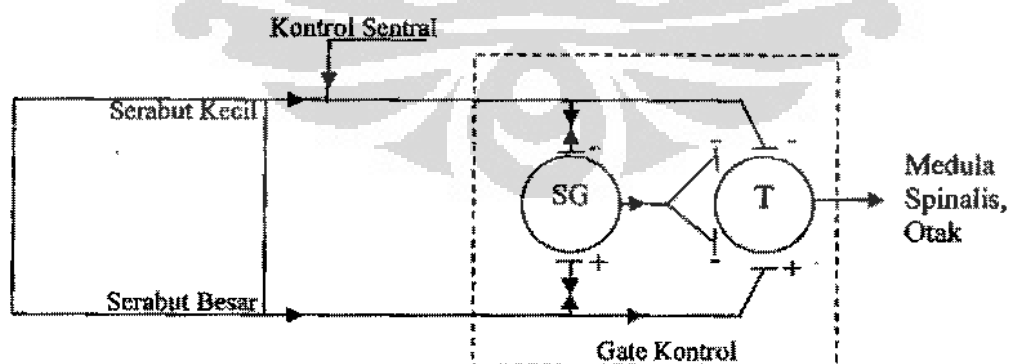 Kontrol Sentral
Serabut Kecil
- -
- -
SG T
Medula
Spinalis,
Otak
-
+ +
Serabut Besar
Gate Kontrol